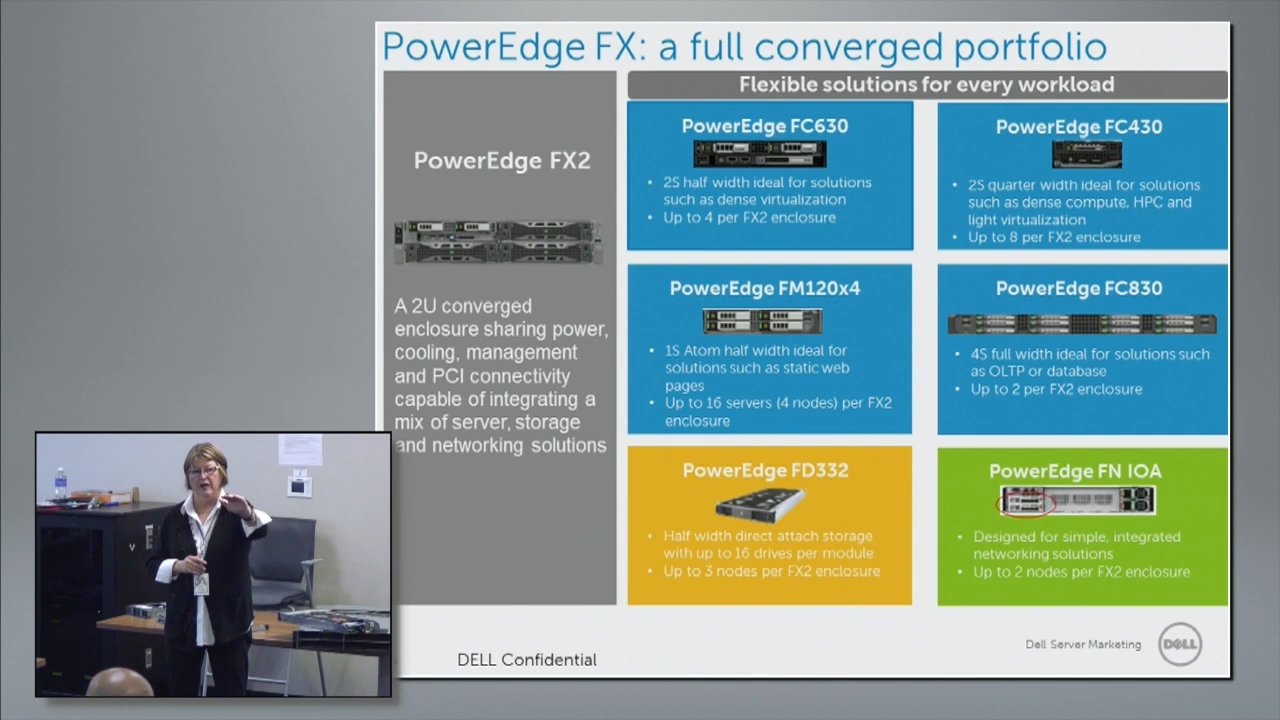 PowerEdge FX: a full converged portfolio
Flexible solutions for every workload
PowerEdge FX2
A 2U converged
enclosure sharing power,
cooling, management
and PCI connectivity
capable of integrating a
mix of server, storage
and networking solutions
PowerEdge FC630
• 2S half width ideal for solutions
such as dense virtualization
• Up to 4 per FX2 enclosure
PowerEdge FC430
• 2S quarter width ideal for solutions
such as dense compute, HPC and
light virtualization
• Up to 8 per FX2 enclosure
PowerEdge FM120x4
• 1S Atom half width ideal for
solutions such as static web
pages
• Up to 16 servers (4 nodes) per FX2
enclosure
PowerEdge FC830
• 4S full width ideal for solutions such
as OLTP or database
• Up to 2 per FX2 enclosure
PowerEdge FD332
• Half width direct attach storage
with up to 16 drives per module
• Up to 3 nodes per FX2 enclosure
PowerEdge FN IOA
• Designed for simple, integrated
networking solutions
• Up to 2 nodes per FX2 enclosure
DELL Confidential
Dell Server Marketing
DELL